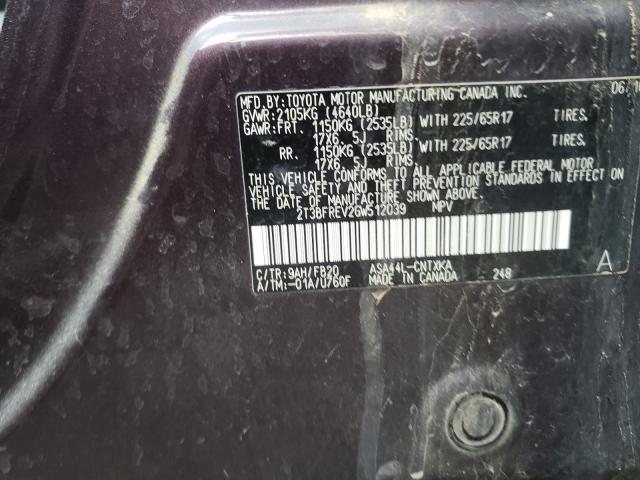 MFD.BY: TOYOTA MOTOR MANUFACTURING CANADA INC. 06/16
GVWR: 2105KG (4640LB)
GAWR: FRT. 1150KG (2535LB) WITH 225/65R17 TIRES.
17X6.5J RIMS.
RR. 1150KG (2535LB) WITH 225/65R17 TIRES.
17X6.5J RIMS.
THIS VEHICLE CONFORMS TO ALL APPLICABLE FEDERAL MOTOR
VEHICLE SAFETY AND THEFT PREVENTION STANDARDS IN EFFECT ON
THE DATE OF MANUFACTURE SHOWN ABOVE.
2T3BFREV2GW512039 MPV
C/TR: 9AH/FB20 ASA44L-CNTXKA A
A/TM: -01A/U760F MADE IN CANADA 248